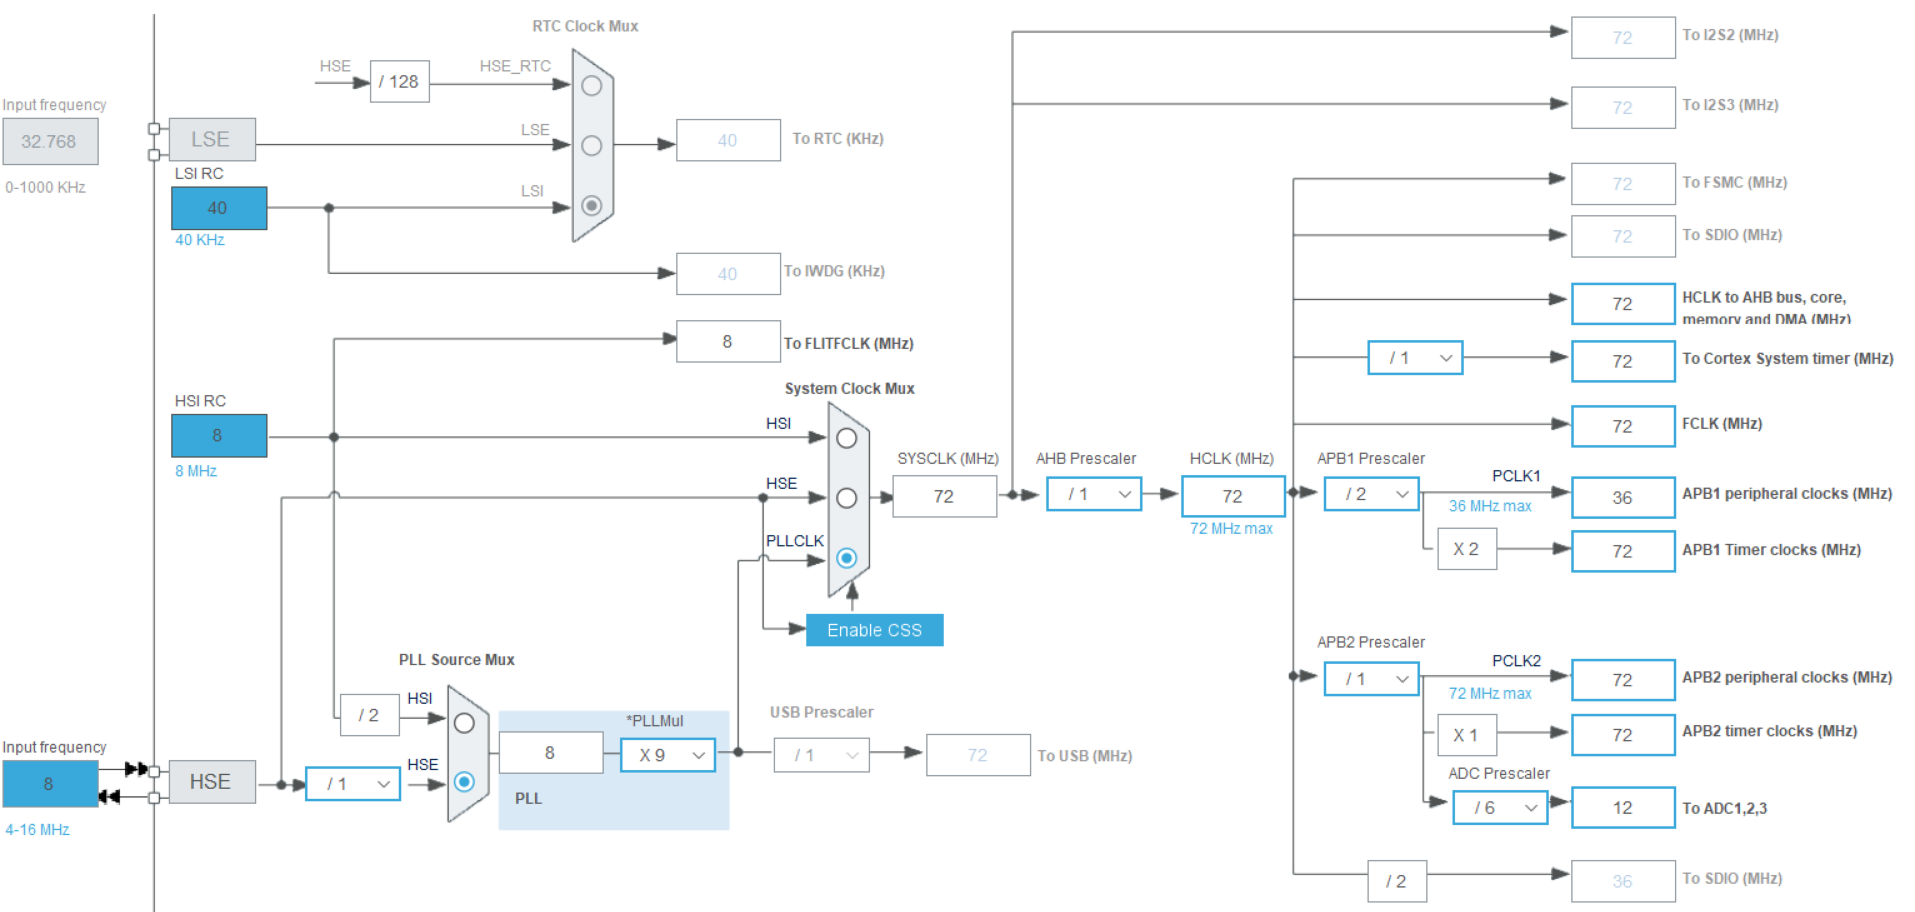 RTC Clock Mux
HSE
/ 128
HSE_RTC
Input frequency
32.768
0-1000 KHz
LSE
LSE
40
To RTC (KHz)
LSI RC
40
40 KHz
LSI
40
To IWDG (KHz)
8
To FLITFCLK (MHz)
HSI RC
8
8 MHz
System Clock Mux
HSI
HSE
PLLCLK
Enable CSS
SYSCLK (MHz)
72
AHB Prescaler
/ 1
HCLK (MHz)
72
72 MHz max
PLL Source Mux
/ 2
HSI
HSE
Input frequency
8
4-16 MHz
HSE
/ 1
8
*PLLMul
X 9
PLL
USB Prescaler
/ 1
72
To USB (MHz)
72
To I2S2 (MHz)
72
To I2S3 (MHz)
72
To FSMC (MHz)
72
To SDIO (MHz)
72
HCLK to AHB bus, core,
memory and DMA (MHz)
/ 1
72
To Cortex System timer (MHz)
72
FCLK (MHz)
APB1 Prescaler
/ 2
PCLK1
36 MHz max
36
APB1 peripheral clocks (MHz)
X 2
72
APB1 Timer clocks (MHz)
APB2 Prescaler
/ 1
PCLK2
72 MHz max
72
APB2 peripheral clocks (MHz)
X 1
72
APB2 timer clocks (MHz)
ADC Prescaler
/ 6
12
To ADC1,2,3
/ 2
36
To SDIO (MHz)